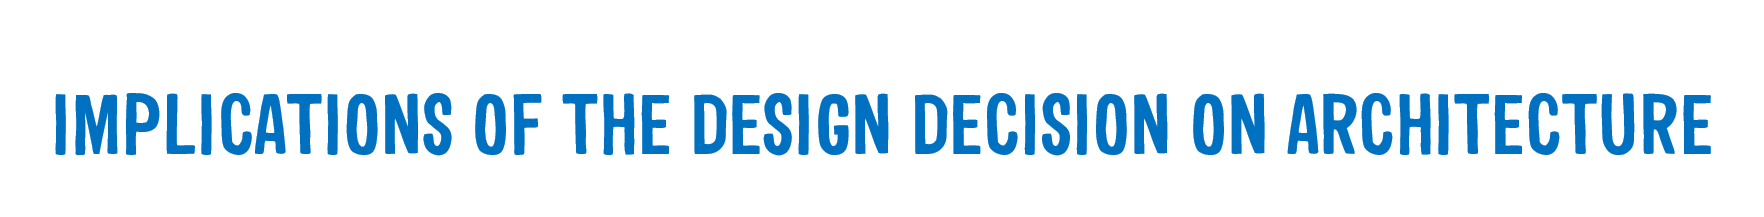 IMPLICATIONS OF THE DESIGN DECISION ON ARCHITECTURE